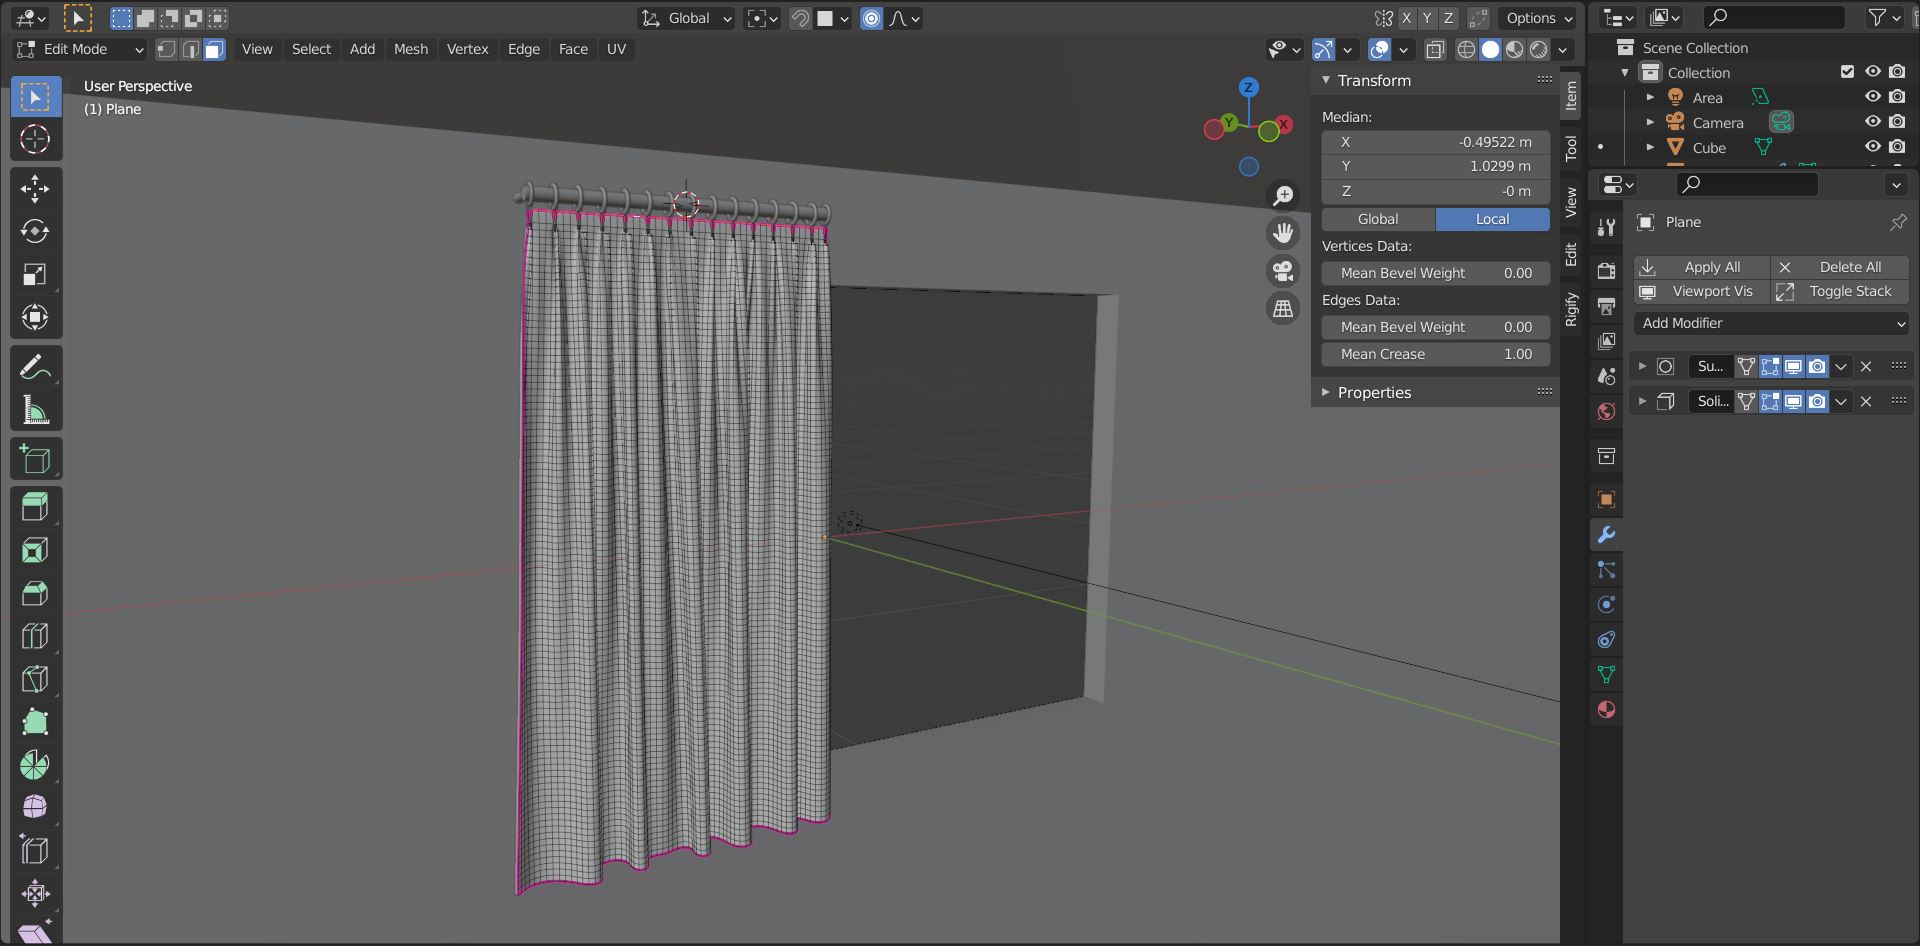 Global
X Y Z
Options
Edit Mode
View
Select
Add
Mesh
Vertex
Edge
Face
UV
User Perspective
(1) Plane
Z
Y
X
Transform
Median:
X -0.49522 m
Y 1.0299 m
Z -0 m
Global
Local
Vertices Data:
Mean Bevel Weight 0.00
Edges Data:
Mean Bevel Weight 0.00
Mean Crease 1.00
Properties
Item
Tool
View
Edit
Rigify
Scene Collection
Collection
Area
Camera
Cube
Plane
Apply All
Delete All
Viewport Vis
Toggle Stack
Add Modifier
Su...
Soli...